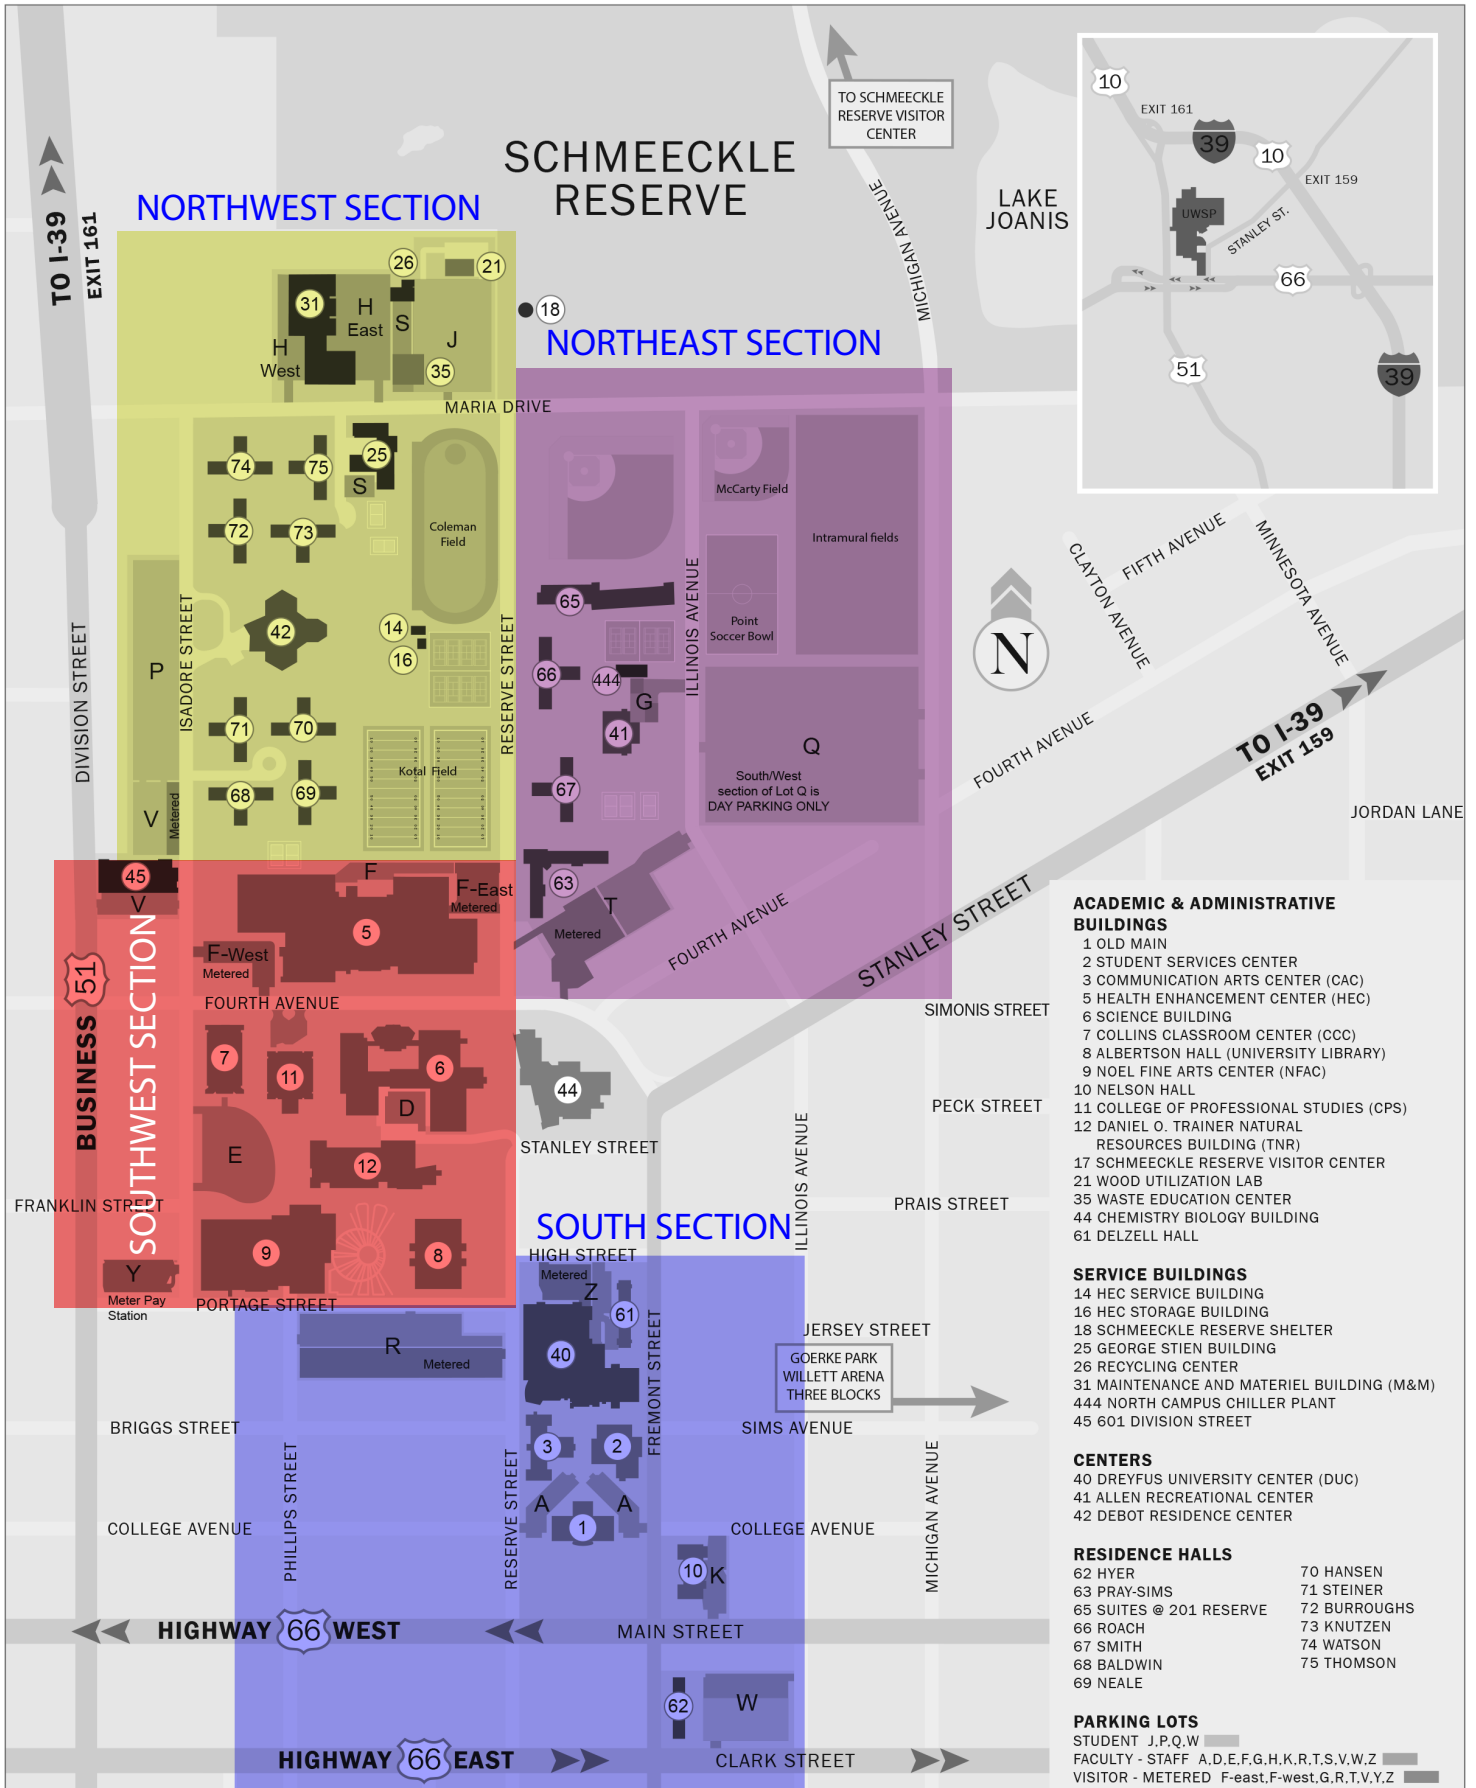 TO SCHMEECKLE
RESERVE VISITOR
CENTER
SCHMEECKLE
RESERVE
LAKE
JOANIS
MICHIGAN AVENUE
10
EXIT 161
39
10
EXIT 159
UWSP
STANLEY ST.
66
51
39
TO I-39
EXIT 161
NORTHWEST SECTION
26
21
31
H
East
S
J
H
West
35
18
NORTHEAST SECTION
MARIA DRIVE
74
75
25
S
72
73
Coleman
Field
McCarty Field
Intramural fields
65
Point
Soccer Bowl
42
14
16
P
ISADORE STREET
DIVISION STREET
RESERVE STREET
ILLINOIS AVENUE
66
444
G
41
71
70
68
69
Kotal Field
67
Q
South/West
section of Lot Q is
DAY PARKING ONLY
V
Metered
N
CLAYTON AVENUE
FIFTH AVENUE
MINNESOTA AVENUE
FOURTH AVENUE
TO I-39
EXIT 159
JORDAN LANE
45
V
F
F-East
Metered
5
F-West
Metered
63
T
Metered
FOURTH AVENUE
STANLEY STREET
51
BUSINESS
SOUTHWEST SECTION
FOURTH AVENUE
SIMONIS STREET
7
11
6
D
44
PECK STREET
E
12
STANLEY STREET
ILLINOIS AVENUE
FRANKLIN STREET
PRAIS STREET
9
8
Y
Meter Pay
Station
SOUTH SECTION
HIGH STREET
PORTAGE STREET
Metered
Z
61
R
Metered
40
FREMONT STREET
JERSEY STREET
GOERKE PARK
WILLETT ARENA
THREE BLOCKS
BRIGGS STREET
SIMS AVENUE
3
2
PHILLIPS STREET
RESERVE STREET
MICHIGAN AVENUE
A
A
1
COLLEGE AVENUE
COLLEGE AVENUE
10
K
HIGHWAY 66 WEST
MAIN STREET
62
W
HIGHWAY 66 EAST
CLARK STREET
ACADEMIC & ADMINISTRATIVE
BUILDINGS
1 OLD MAIN
2 STUDENT SERVICES CENTER
3 COMMUNICATION ARTS CENTER (CAC)
5 HEALTH ENHANCEMENT CENTER (HEC)
6 SCIENCE BUILDING
7 COLLINS CLASSROOM CENTER (CCC)
8 ALBERTSON HALL (UNIVERSITY LIBRARY)
9 NOEL FINE ARTS CENTER (NFAC)
10 NELSON HALL
11 COLLEGE OF PROFESSIONAL STUDIES (CPS)
12 DANIEL O. TRAINER NATURAL
RESOURCES BUILDING (TNR)
17 SCHMEECKLE RESERVE VISITOR CENTER
21 WOOD UTILIZATION LAB
35 WASTE EDUCATION CENTER
44 CHEMISTRY BIOLOGY BUILDING
61 DELZELL HALL
SERVICE BUILDINGS
14 HEC SERVICE BUILDING
16 HEC STORAGE BUILDING
18 SCHMEECKLE RESERVE SHELTER
25 GEORGE STIEN BUILDING
26 RECYCLING CENTER
31 MAINTENANCE AND MATERIEL BUILDING (M&M)
444 NORTH CAMPUS CHILLER PLANT
45 601 DIVISION STREET
CENTERS
40 DREYFUS UNIVERSITY CENTER (DUC)
41 ALLEN RECREATIONAL CENTER
42 DEBOT RESIDENCE CENTER
RESIDENCE HALLS
62 HYER
63 PRAY-SIMS
65 SUITES @ 201 RESERVE
66 ROACH
67 SMITH
68 BALDWIN
69 NEALE
70 HANSEN
71 STEINER
72 BURROUGHS
73 KNUTZEN
74 WATSON
75 THOMSON
PARKING LOTS
STUDENT J,P,Q,W
FACULTY - STAFF A,D,E,F,G,H,K,R,T,S,V,W,Z
VISITOR - METERED F-east,F-west,G,R,T,V,Y,Z